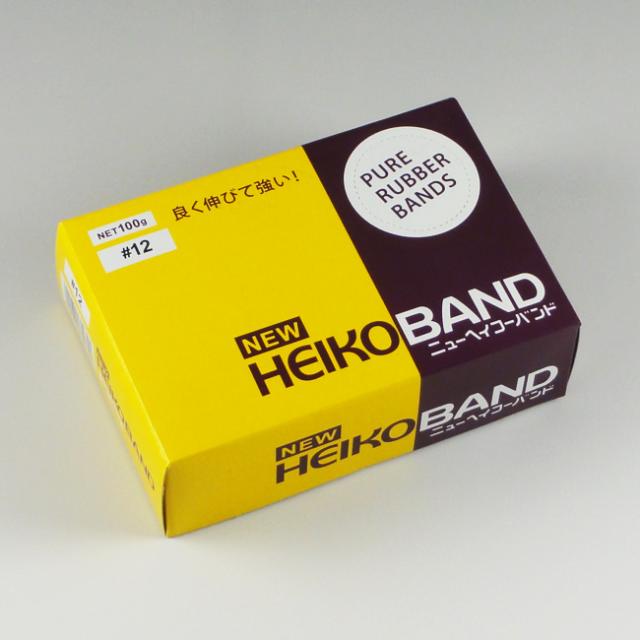 NET100g
#12
良く伸びて強い!
PURE
RUBBER
BANDS
NEW
HEIKOBAND
ニューヘイコーバンド
NEW
HEIKOBAND
ニューヘイコーバンド
#12